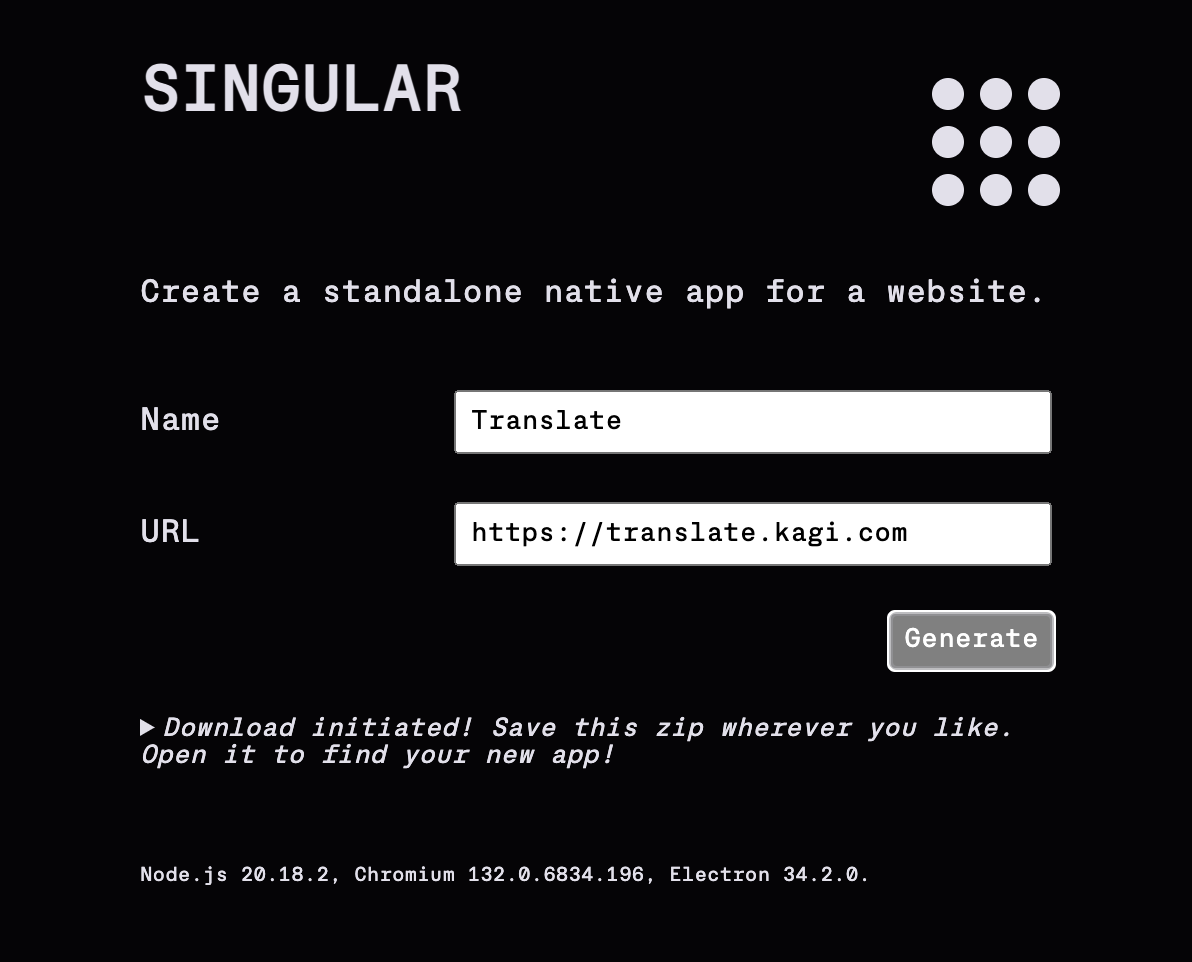 SINGULAR
Create a standalone native app for a website.
Name
Translate
URL
https://translate.kagi.com
Generate
Download initiated! Save this zip wherever you like.
Open it to find your new app!
Node.js 20.18.2, Chromium 132.0.6834.196, Electron 34.2.0.